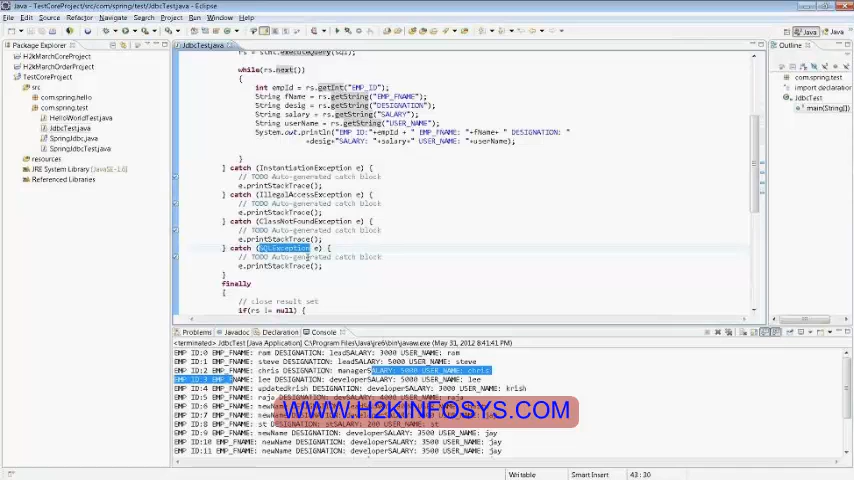 Java - TestCoreProject/src/com/spring/test/JdbcTest.java - Eclipse
File Edit Source Refactor Navigate Search Project Run Window Help
Java
Java EE
Package Explorer
H2kMarchCoreProject
H2kMarchOrderProject
TestCoreProject
src
com.spring.hello
com.spring.test
HelloWorldTest.java
JdbcTest.java
SpringJdbc.java
SpringJdbcTest.java
resources
JRE System Library [JavaSE-1.6]
Referenced Libraries
JdbcTest.java
rs = stmt.executeQuery(sql);
while(rs.next())
{
int empId = rs.getInt("EMP_ID");
String fName = rs.getString("EMP_FNAME");
String desig = rs.getString("DESIGNATION");
String salary = rs.getString("SALARY");
String userName = rs.getString("USER_NAME");
System.out.println("EMP ID:"+empId + " EMP_FNAME: "+fName+ " DESIGNATION: "
+desig+"SALARY: "+salary+" USER_NAME: "+userName);
}
} catch (InstantiationException e) {
// TODO Auto-generated catch block
e.printStackTrace();
} catch (IllegalAccessException e) {
// TODO Auto-generated catch block
e.printStackTrace();
} catch (ClassNotFoundException e) {
// TODO Auto-generated catch block
e.printStackTrace();
} catch (SQLException e) {
// TODO Auto-generated catch block
e.printStackTrace();
}
finally
{
// close result set
if(rs != null) {
Outline
com.spring.test
import declaration
JdbcTest
main(String[]
Problems Javadoc Declaration Console
<terminated> JdbcTest [Java Application] C:\Program Files\Java\jre6\bin\javaw.exe (May 31, 2012 8:41:41 PM)
EMP ID:0 EMP_FNAME: ram DESIGNATION: leadSALARY: 3000 USER_NAME: ram
EMP ID:1 EMP_FNAME: steve DESIGNATION: leadSALARY: 5000 USER_NAME: steve
EMP ID:2 EMP_FNAME: chris DESIGNATION: managerSALARY: 5000 USER_NAME: chris
EMP ID:3 EMP_FNAME: lee DESIGNATION: developerSALARY: 5000 USER_NAME: lee
EMP ID:4 EMP_FNAME: updatedkrish DESIGNATION: developerSALARY: 3000 USER_NAME: krish
EMP ID:5 EMP_FNAME: raja DESIGNATION: devSALARY: 4000 USER_NAME: raja
EMP ID:6 EMP_FNAME:
EMP ID:7 EMP_FNAME:
EMP ID:8 EMP_FNAME: st DESIGNATION: stSALARY: 200 USER_NAME: st
EMP ID:9 EMP_FNAME: newName DESIGNATION: developerSALARY: 3500 USER_NAME: jay
EMP ID:10 EMP_FNAME: newName DESIGNATION: developerSALARY: 3500 USER_NAME: jay
EMP ID:11 EMP_FNAME: newName DESIGNATION: developerSALARY: 3500 USER_NAME: jay
WWW.H2KINFOSYS.COM
Writable Smart Insert 43 : 30